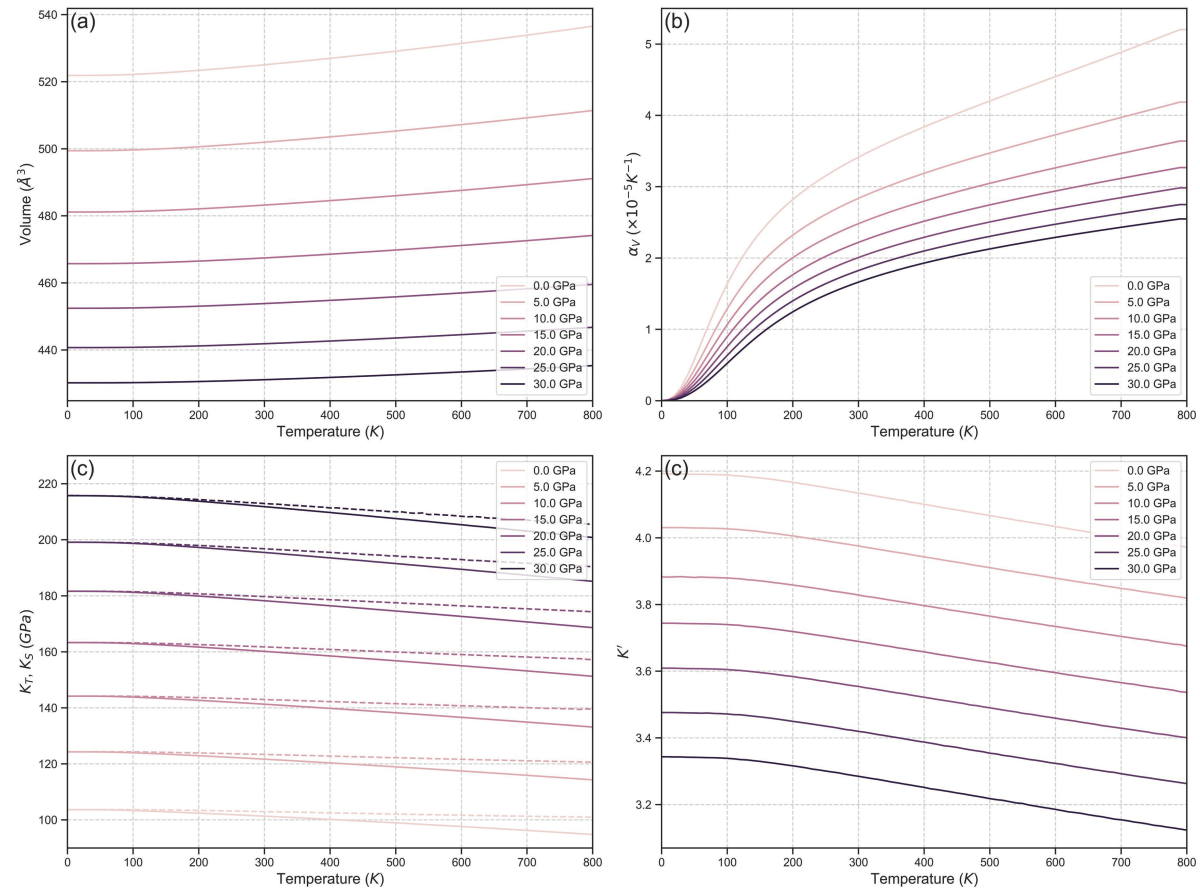 (a)
540
520
500
480
460
440
Volume (Å³)
0 100 200 300 400 500 600 700 800
Temperature (K)
0.0 GPa
5.0 GPa
10.0 GPa
15.0 GPa
20.0 GPa
25.0 GPa
30.0 GPa
(b)
5
4
3
2
1
0
α_V (×10⁻⁵K⁻¹)
0 100 200 300 400 500 600 700 800
Temperature (K)
0.0 GPa
5.0 GPa
10.0 GPa
15.0 GPa
20.0 GPa
25.0 GPa
30.0 GPa
(c)
220
200
180
160
140
120
100
K_T, K_S (GPa)
0 100 200 300 400 500 600 700 800
Temperature (K)
0.0 GPa
5.0 GPa
10.0 GPa
15.0 GPa
20.0 GPa
25.0 GPa
30.0 GPa
(c)
4.2
4.0
3.8
3.6
3.4
3.2
K′
0 100 200 300 400 500 600 700 800
Temperature (K)
0.0 GPa
5.0 GPa
10.0 GPa
15.0 GPa
20.0 GPa
25.0 GPa
30.0 GPa